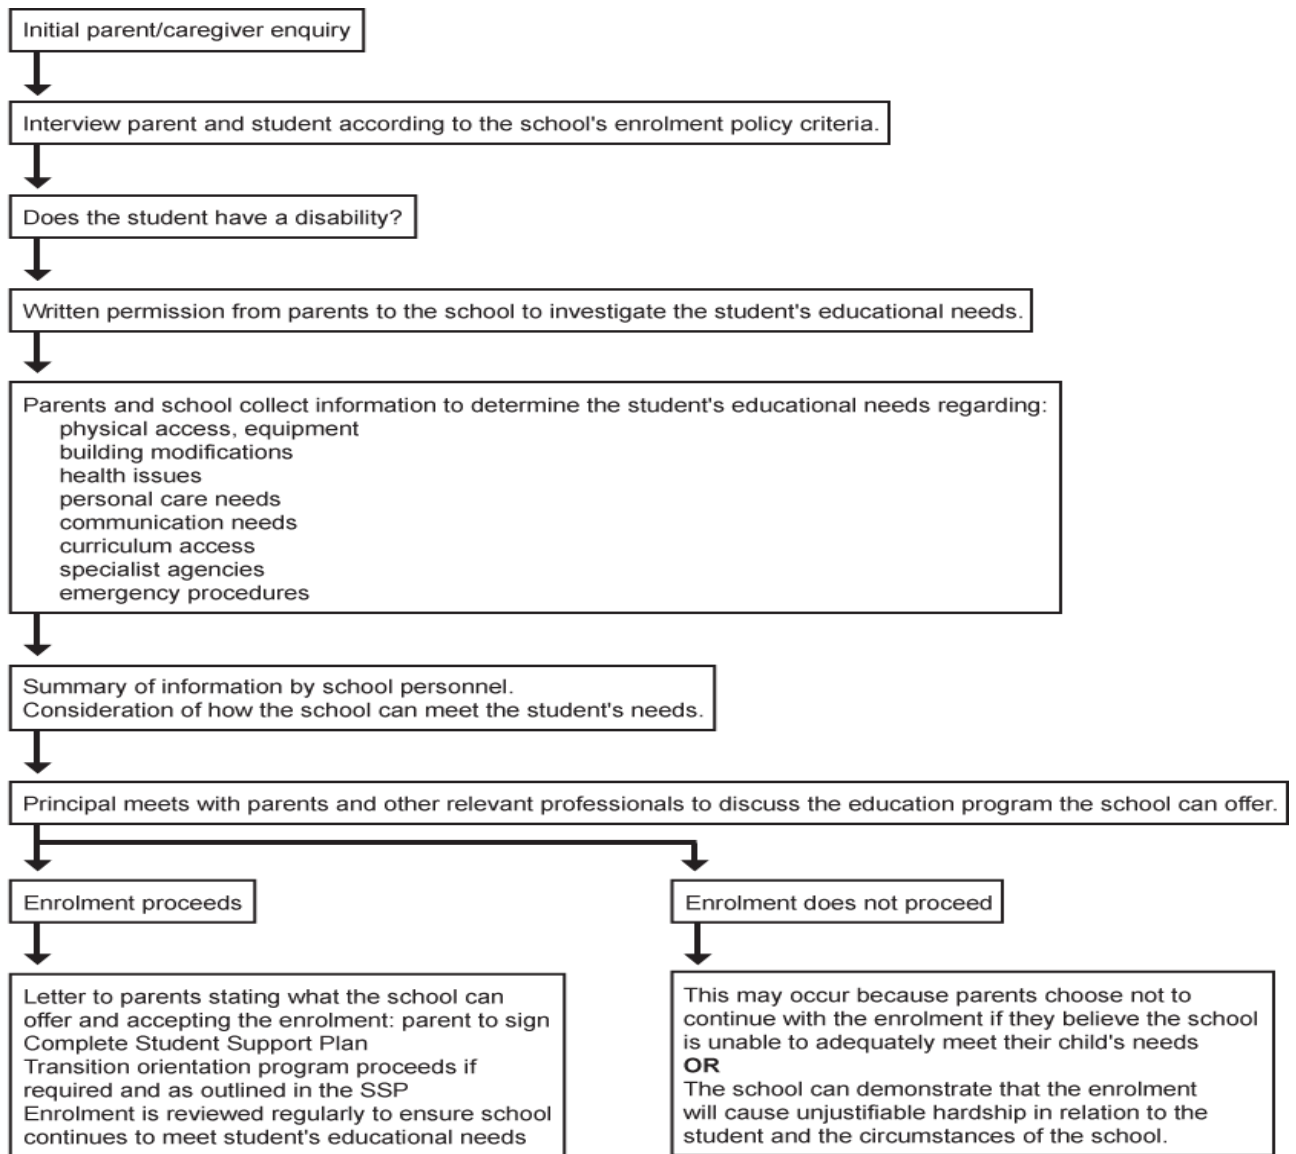 Initial parent/caregiver enquiry
Interview parent and student according to the school's enrolment policy criteria.
Does the student have a disability?
Written permission from parents to the school to investigate the student's educational needs.
Parents and school collect information to determine the student's educational needs regarding:
physical access, equipment
building modifications
health issues
personal care needs
communication needs
curriculum access
specialist agencies
emergency procedures
Summary of information by school personnel.
Consideration of how the school can meet the student's needs.
Principal meets with parents and other relevant professionals to discuss the education program the school can offer.
Enrolment proceeds
Letter to parents stating what the school can
offer and accepting the enrolment: parent to sign
Complete Student Support Plan
Transition orientation program proceeds if
required and as outlined in the SSP
Enrolment is reviewed regularly to ensure school
continues to meet student's educational needs
Enrolment does not proceed
This may occur because parents choose not to
continue with the enrolment if they believe the school
is unable to adequately meet their child's needs
OR
The school can demonstrate that the enrolment
will cause unjustifiable hardship in relation to the
student and the circumstances of the school.